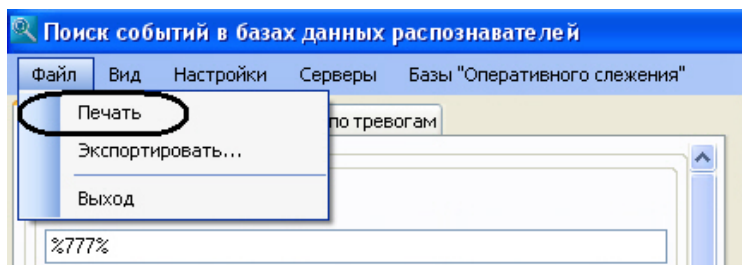 Поиск событий в базах данных распознавателей
Файл Вид Настройки Серверы Базы "Оперативного слежения"
Печать
по тревогам
Экспортировать...
Выход
%777%